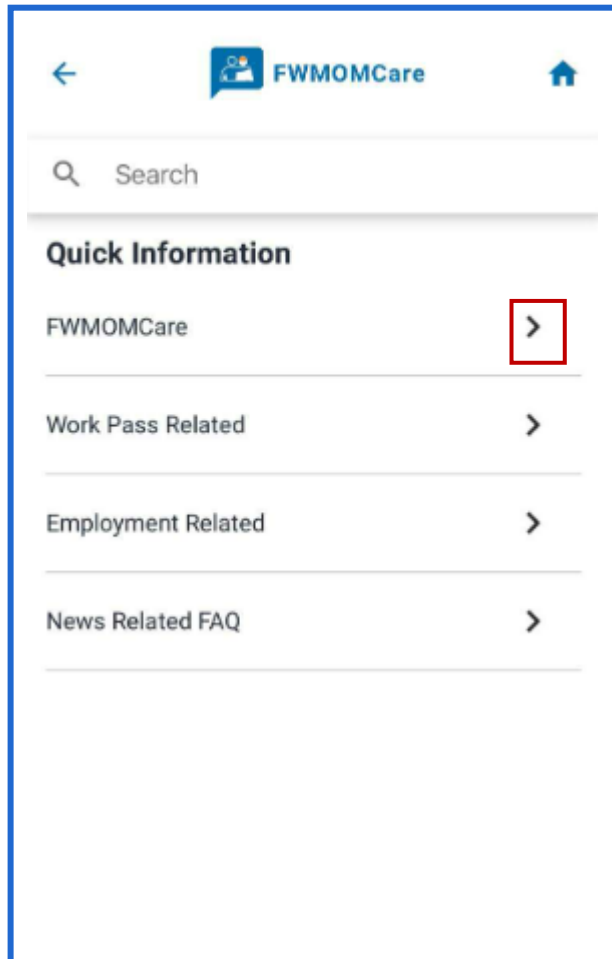 FWMOMCare
Search
Quick Information
FWMOMCare
Work Pass Related
Employment Related
News Related FAQ